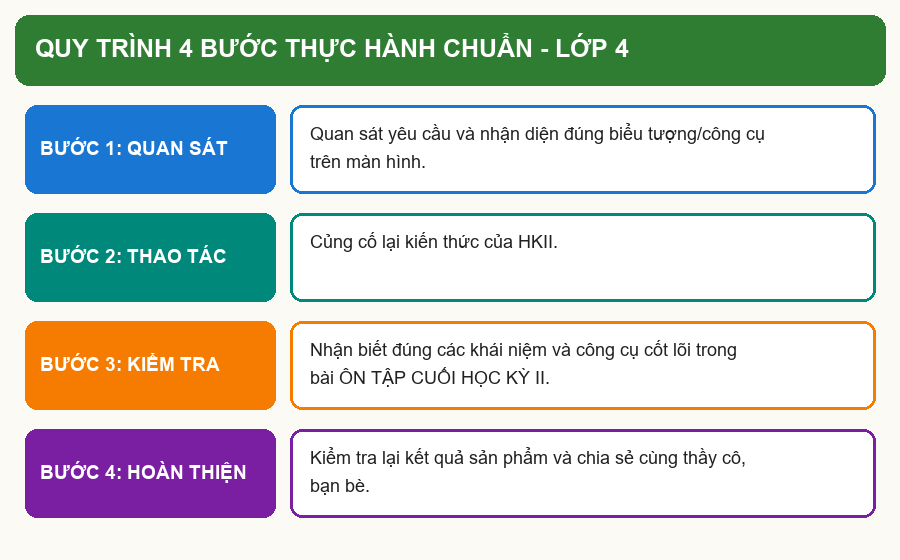 QUY TRÌNH 4 BƯỚC THỰC HÀNH CHUẨN - LỚP 4
BƯỚC 1: QUAN SÁT
Quan sát yêu cầu và nhận diện đúng biểu tượng/công cụ
trên màn hình.
BƯỚC 2: THAO TÁC
Củng cố lại kiến thức của HKII.
BƯỚC 3: KIỂM TRA
Nhận biết đúng các khái niệm và công cụ cốt lõi trong
bài ÔN TẬP CUỐI HỌC KỲ II.
BƯỚC 4: HOÀN THIỆN
Kiểm tra lại kết quả sản phẩm và chia sẻ cùng thầy cô,
bạn bè.